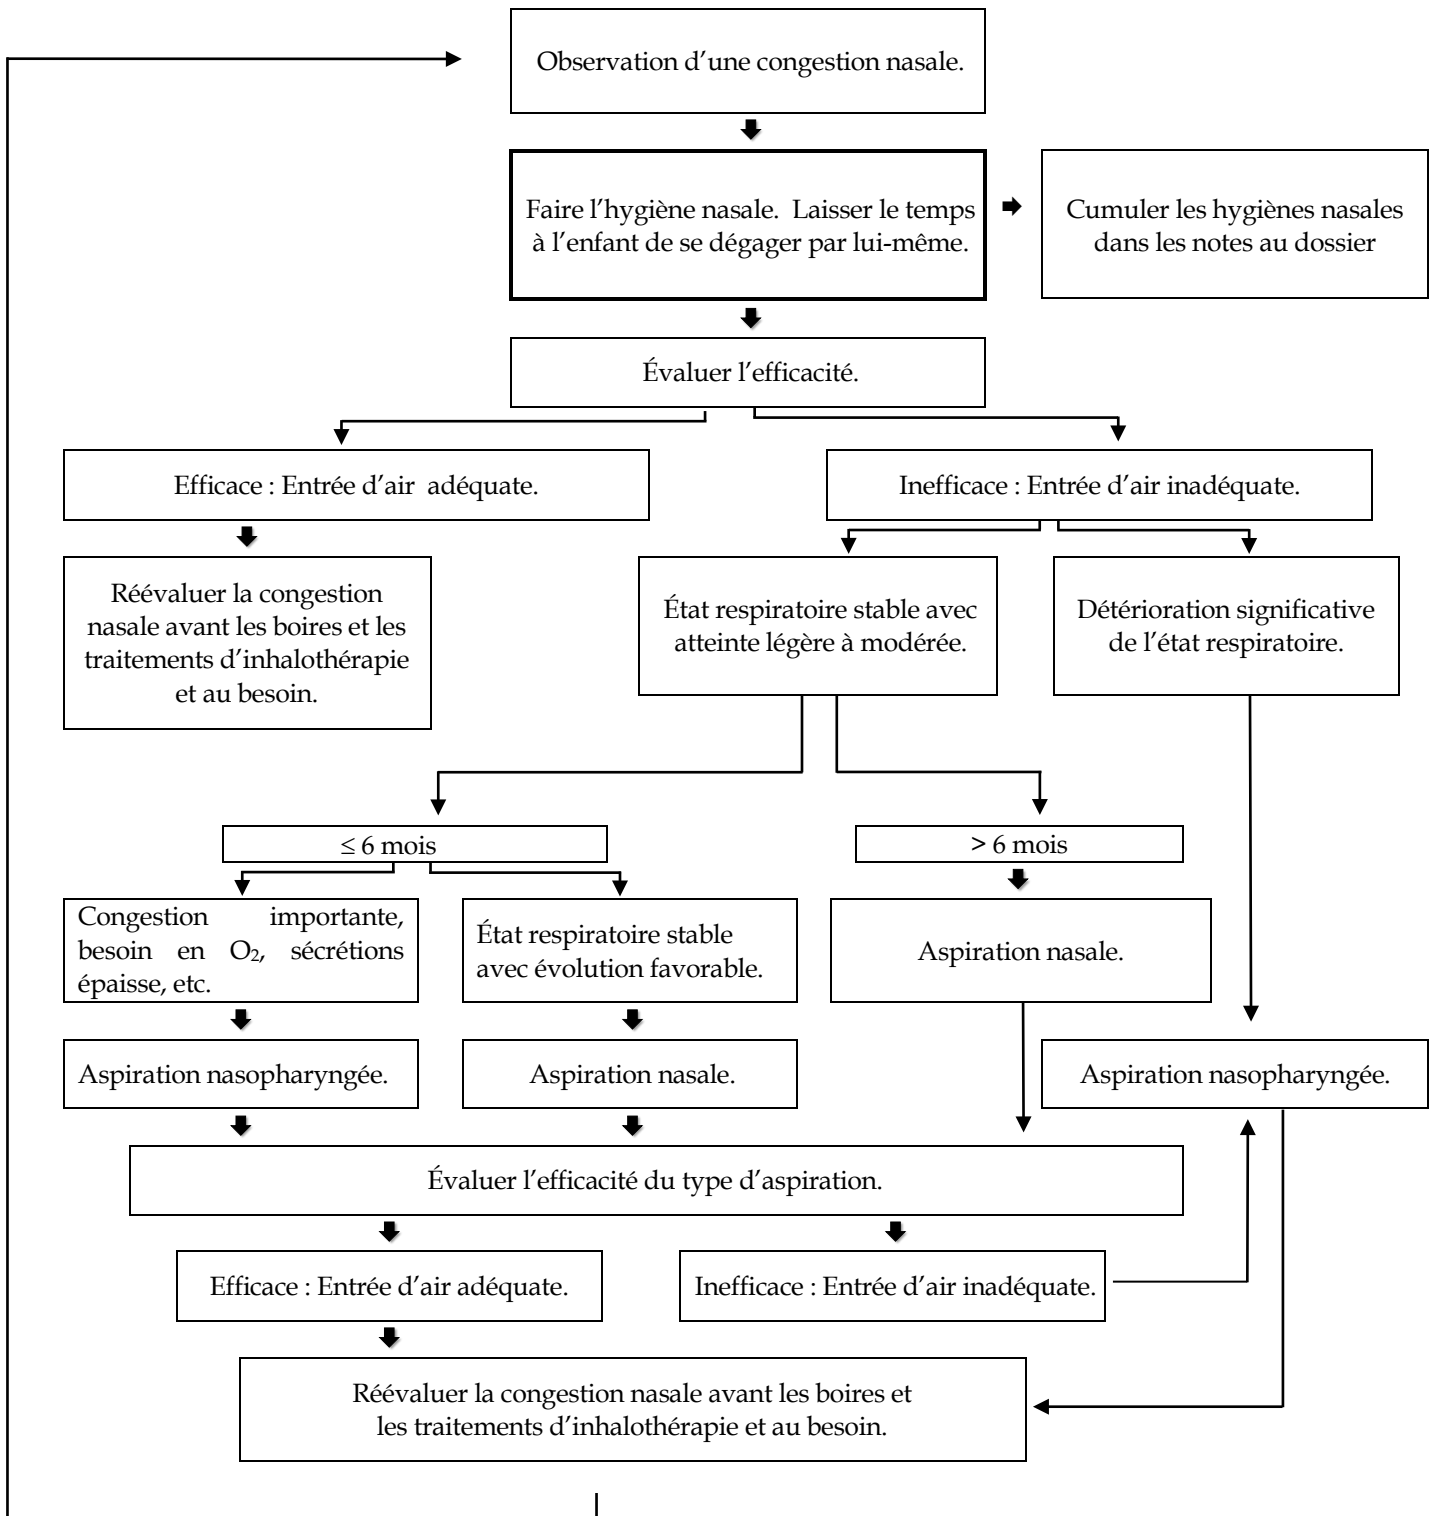 Observation d’une congestion nasale.
Faire l’hygiène nasale.  Laisser le temps
à l’enfant de se dégager par lui-même.
Cumuler les hygiènes nasales
dans les notes au dossier
Évaluer l’efficacité.
Efficace : Entrée d’air  adéquate.
Inefficace : Entrée d’air inadéquate.
Réévaluer la congestion
nasale avant les boires et les
traitements d’inhalothérapie
et au besoin.
État respiratoire stable avec
atteinte légère à modérée.
Détérioration significative
de l’état respiratoire.
≤ 6 mois
> 6 mois
Congestion importante,
besoin en O₂, sécrétions
épaisse, etc.
État respiratoire stable
avec évolution favorable.
Aspiration nasale.
Aspiration nasopharyngée.
Aspiration nasale.
Aspiration nasopharyngée.
Évaluer l’efficacité du type d’aspiration.
Efficace : Entrée d’air adéquate.
Inefficace : Entrée d’air inadéquate.
Réévaluer la congestion nasale avant les boires et
les traitements d’inhalothérapie et au besoin.